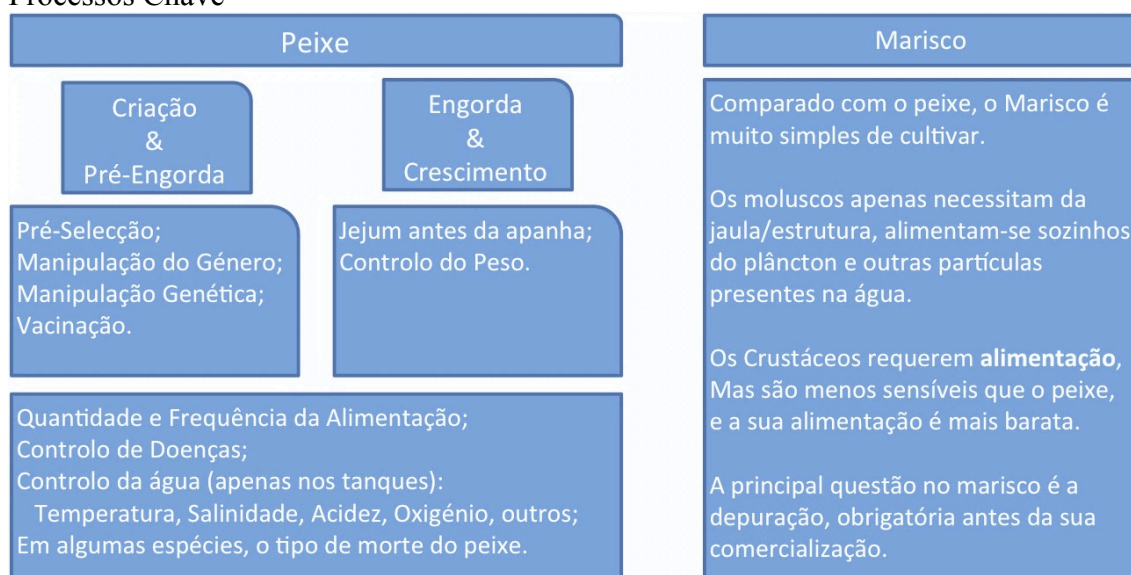 Processos Chave
Peixe
Criação
&
Pré-Engorda
Engorda
&
Crescimento
Pré-Selecção;
Manipulação do Género;
Manipulação Genética;
Vacinação.
Jejum antes da apanha;
Controlo do Peso.
Quantidade e Frequência da Alimentação;
Controlo de Doenças;
Controlo da água (apenas nos tanques):
Temperatura, Salinidade, Acidez, Oxigénio, outros;
Em algumas espécies, o tipo de morte do peixe.
Marisco
Comparado com o peixe, o Marisco é
muito simples de cultivar.
Os moluscos apenas necessitam da
jaula/estrutura, alimentam-se sozinhos
do plâncton e outras partículas
presentes na água.
Os Crustáceos requerem alimentação,
Mas são menos sensíveis que o peixe,
e a sua alimentação é mais barata.
A principal questão no marisco é a
depuração, obrigatória antes da sua
comercialização.